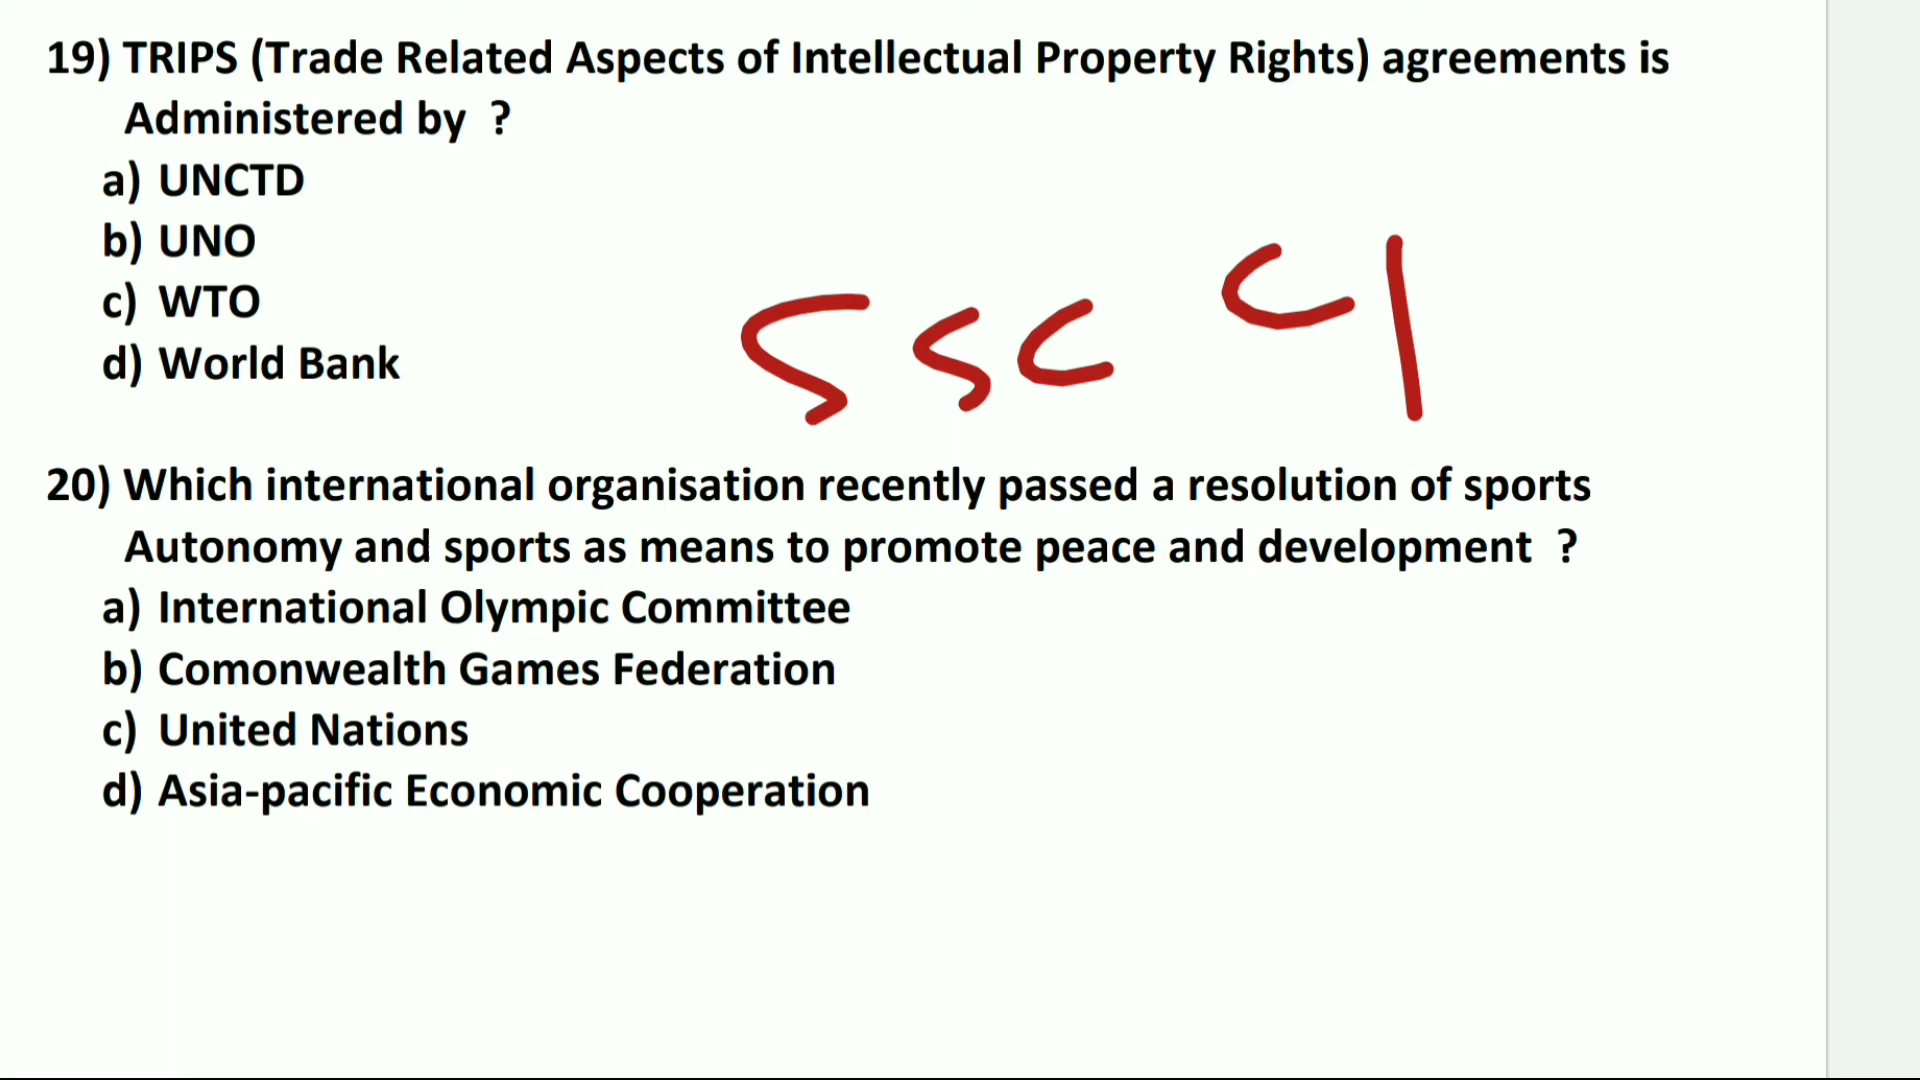 19) TRIPS (Trade Related Aspects of Intellectual Property Rights) agreements is
Administered by ?
a) UNCTD
b) UNO
c) WTO
d) World Bank
ssc c
20) Which international organisation recently passed a resolution of sports
Autonomy and sports as means to promote peace and development ?
a) International Olympic Committee
b) Comonwealth Games Federation
c) United Nations
d) Asia-pacific Economic Cooperation